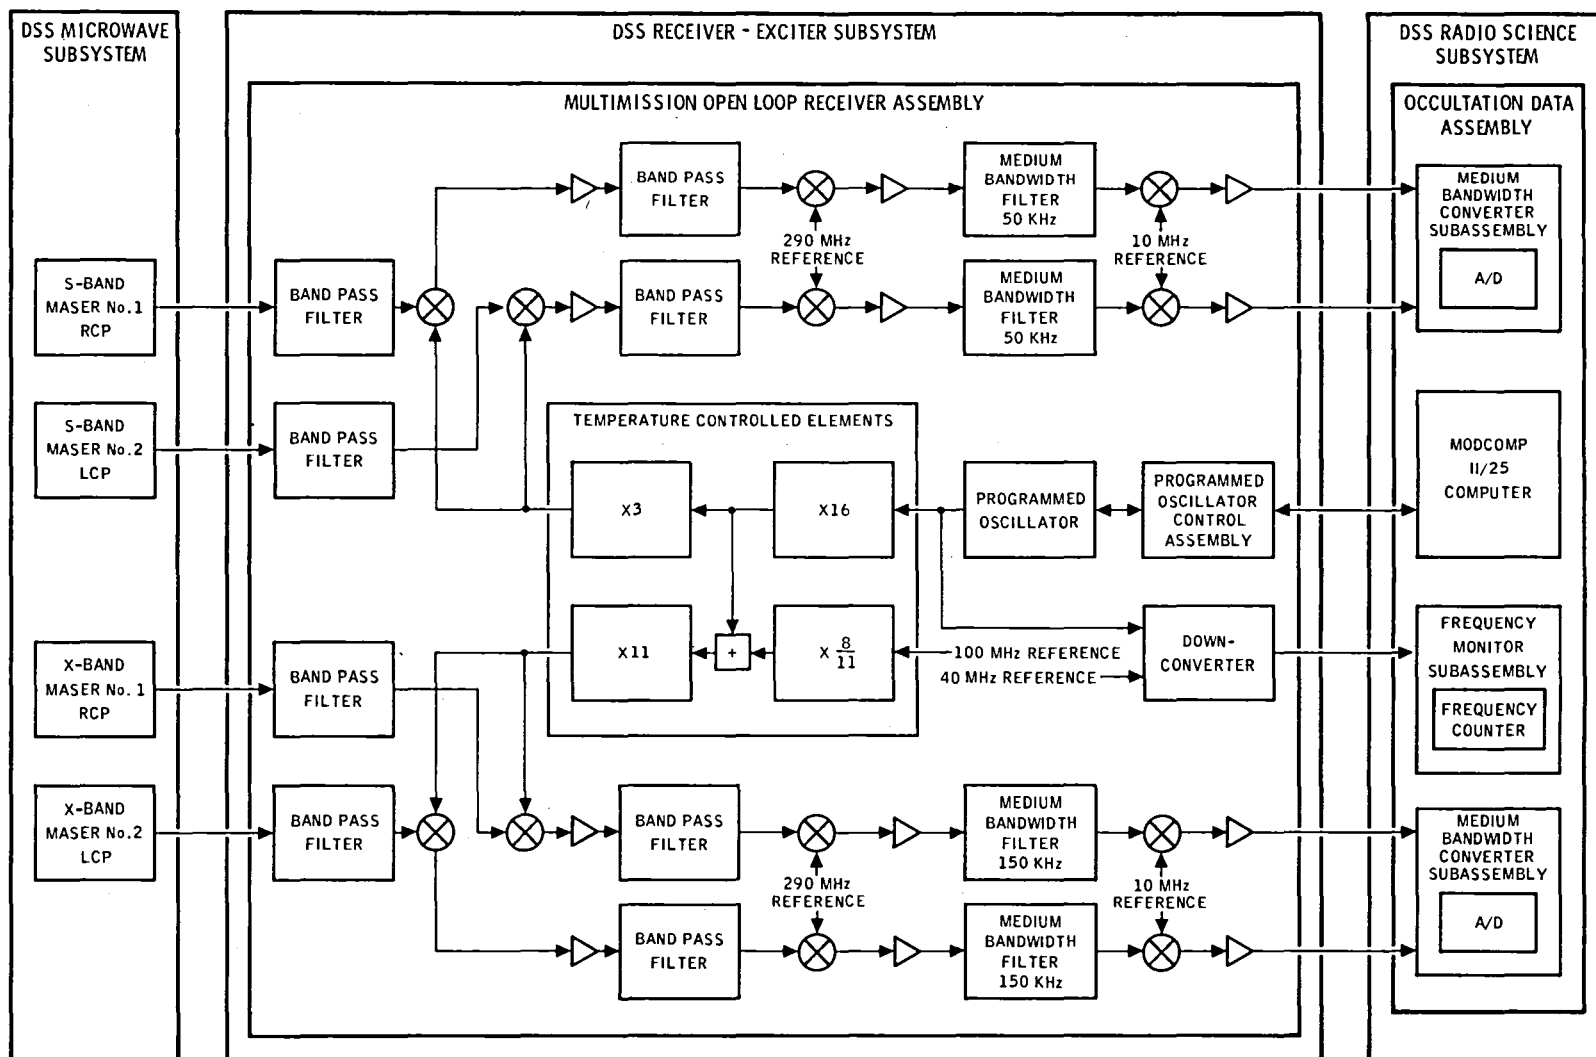 DSS MICROWAVE
SUBSYSTEM
DSS RECEIVER - EXCITER SUBSYSTEM
DSS RADIO SCIENCE
SUBSYSTEM
MULTIMISSION OPEN LOOP RECEIVER ASSEMBLY
OCCULTATION DATA
ASSEMBLY
BAND PASS
FILTER
MEDIUM
BANDWIDTH
FILTER
50 KHz
MEDIUM
BANDWIDTH
CONVERTER
SUBASSEMBLY
A/D
290 MHz
REFERENCE
10 MHz
REFERENCE
S-BAND
MASER No.1
RCP
BAND PASS
FILTER
BAND PASS
FILTER
MEDIUM
BANDWIDTH
FILTER
50 KHz
S-BAND
MASER No.2
LCP
BAND PASS
FILTER
TEMPERATURE CONTROLLED ELEMENTS
X3
X16
PROGRAMMED
OSCILLATOR
PROGRAMMED
OSCILLATOR
CONTROL
ASSEMBLY
MODCOMP
II/25
COMPUTER
X-BAND
MASER No. 1
RCP
BAND PASS
FILTER
X11
+
X 8/11
100 MHz REFERENCE
40 MHz REFERENCE
DOWN-
CONVERTER
FREQUENCY
MONITOR
SUBASSEMBLY
FREQUENCY
COUNTER
X-BAND
MASER No.2
LCP
BAND PASS
FILTER
BAND PASS
FILTER
MEDIUM
BANDWIDTH
FILTER
150 KHz
MEDIUM
BANDWIDTH
CONVERTER
SUBASSEMBLY
A/D
290 MHz
REFERENCE
10 MHz
REFERENCE
BAND PASS
FILTER
MEDIUM
BANDWIDTH
FILTER
150 KHz